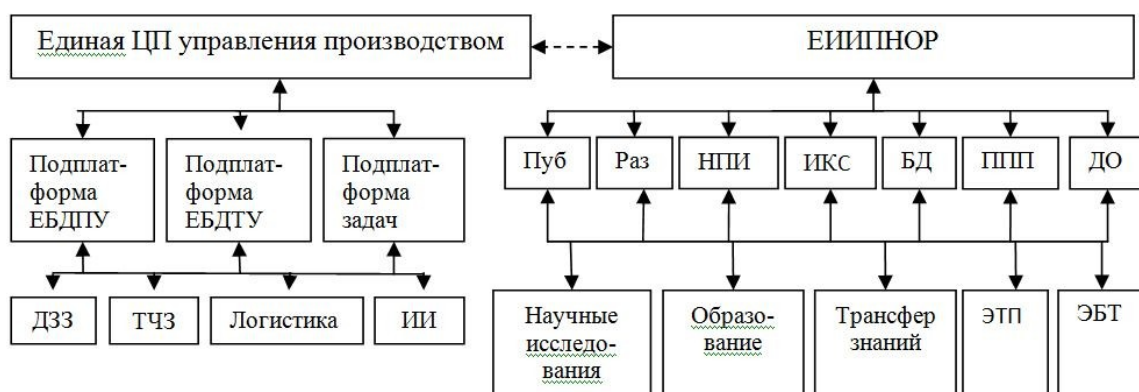 Единая ЦП управления производством
ЕИИПНОР
Подплат-
форма
ЕБДПУ
Подплат-
форма
ЕБДТУ
Подплат-
форма
задач
Пуб
Раз
НПИ
ИКС
БД
ППП
ДО
ДЗЗ
ТЧЗ
Логистика
ИИ
Научные
исследо-
вания
Образо-
вание
Трансфер
знаний
ЭТП
ЭБТ